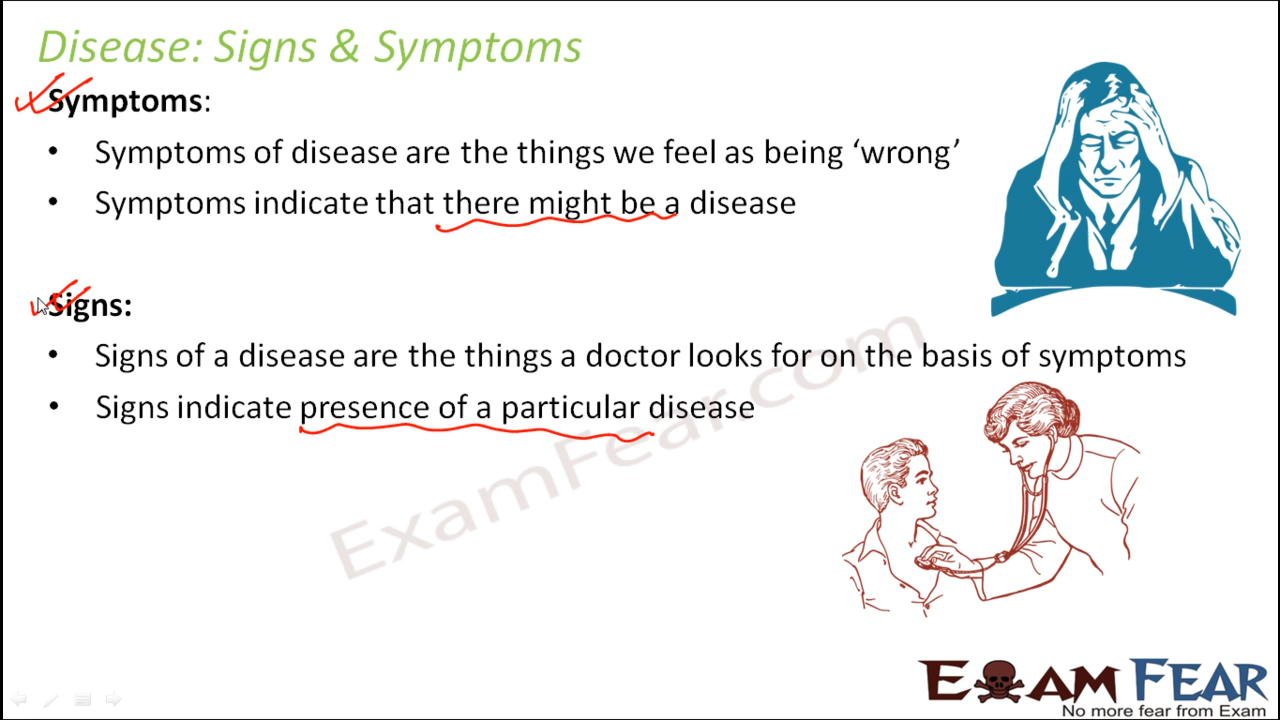 Disease: Signs & Symptoms
Symptoms:
• Symptoms of disease are the things we feel as being ‘wrong’
• Symptoms indicate that there might be a disease
Signs:
• Signs of a disease are the things a doctor looks for on the basis of symptoms
• Signs indicate presence of a particular disease
ExamFear.com
EXAM FEAR
No more fear from Exam